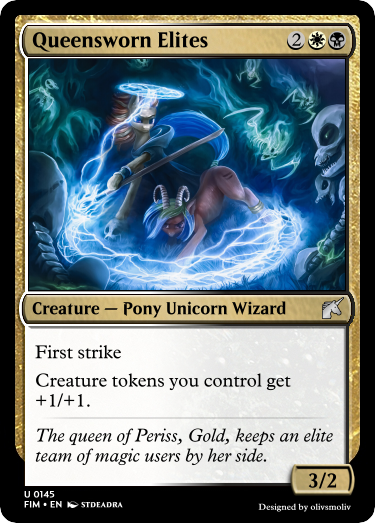 Queensworn Elites 2
Creature — Pony Unicorn Wizard
First strike
Creature tokens you control get
+1/+1.
The queen of Periss, Gold, keeps an elite
team of magic users by her side.
3/2
U 0145
FIM • EN STDEADRA
Designed by olivsmoliv